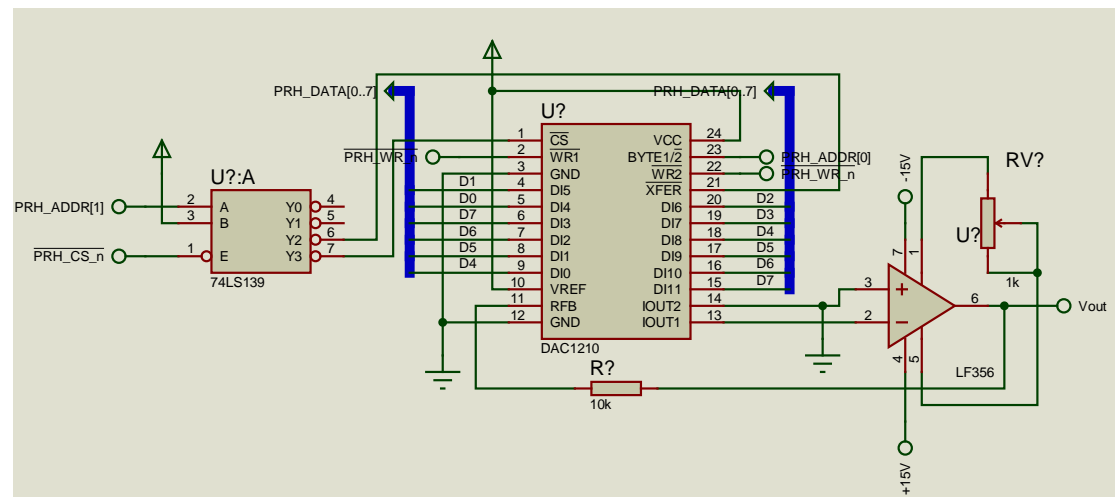 PRH_DATA[0..7]
PRH_DATA[0..7]
U?
1 CS VCC 24
PRH_WR_n 2 WR1 BYTE1/2 23 PRH_ADDR[0]
3 GND WR2 22 PRH_WR_n
D1 4 DI5 XFER 21
D0 5 DI4 DI6 20 D2
D7 6 DI3 DI7 19 D3
D6 7 DI2 DI8 18 D4
D5 8 DI1 DI9 17 D5
D4 9 DI0 DI10 16 D6
10 VREF DI11 15 D7
11 RFB IOUT2 14
12 GND IOUT1 13
DAC1210
U?:A
PRH_ADDR[1] 2 A Y0 4
3 B Y1 5
Y2 6
PRH_CS_n 1 E Y3 7
74LS139
R?
10k
-15V
RV?
1k
U?
7 1
3
2
6
4 5
LF356
Vout
+15V